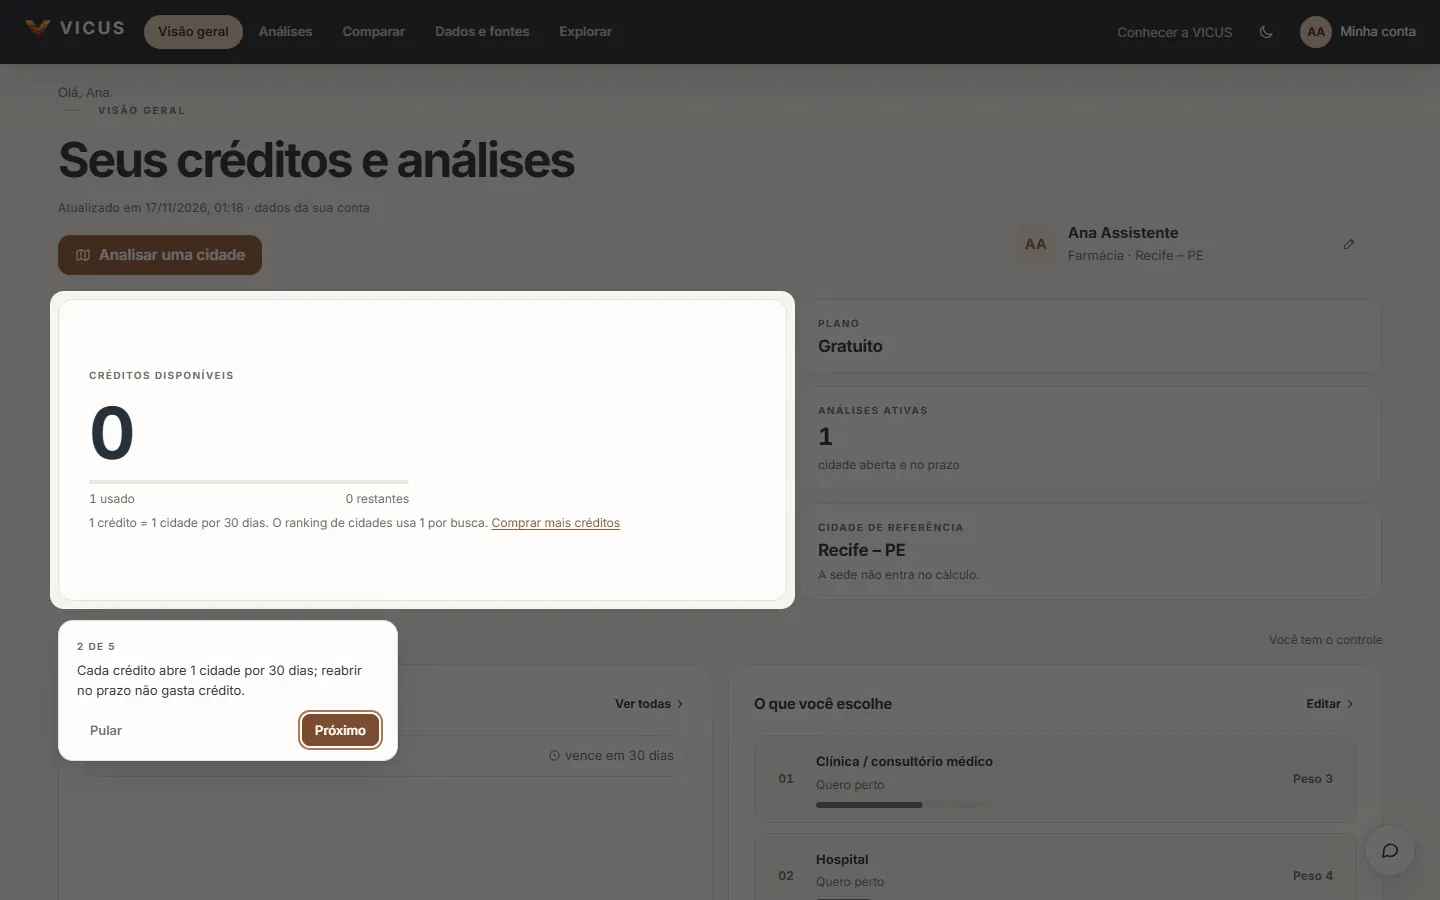 VICUS
Visão geral
Análises
Comparar
Dados e fontes
Explorar
Conhecer a VICUS
AA
Minha conta
Olá, Ana.
VISÃO GERAL
Seus créditos e análises
Atualizado em 17/11/2026, 01:18 · dados da sua conta
Analisar uma cidade
AA
Ana Assistente
Farmácia · Recife – PE
CRÉDITOS DISPONÍVEIS
0
1 usado
0 restantes
1 crédito = 1 cidade por 30 dias. O ranking de cidades usa 1 por busca. Comprar mais créditos
PLANO
Gratuito
ANÁLISES ATIVAS
1
cidade aberta e no prazo
CIDADE DE REFERÊNCIA
Recife – PE
A sede não entra no cálculo.
2 DE 5
Cada crédito abre 1 cidade por 30 dias; reabrir
no prazo não gasta crédito.
Pular
Próximo
Você tem o controle
Ver todas
vence em 30 dias
O que você escolhe
Editar
01
Clínica / consultório médico
Quero perto
Peso 3
02
Hospital
Quero perto
Peso 4